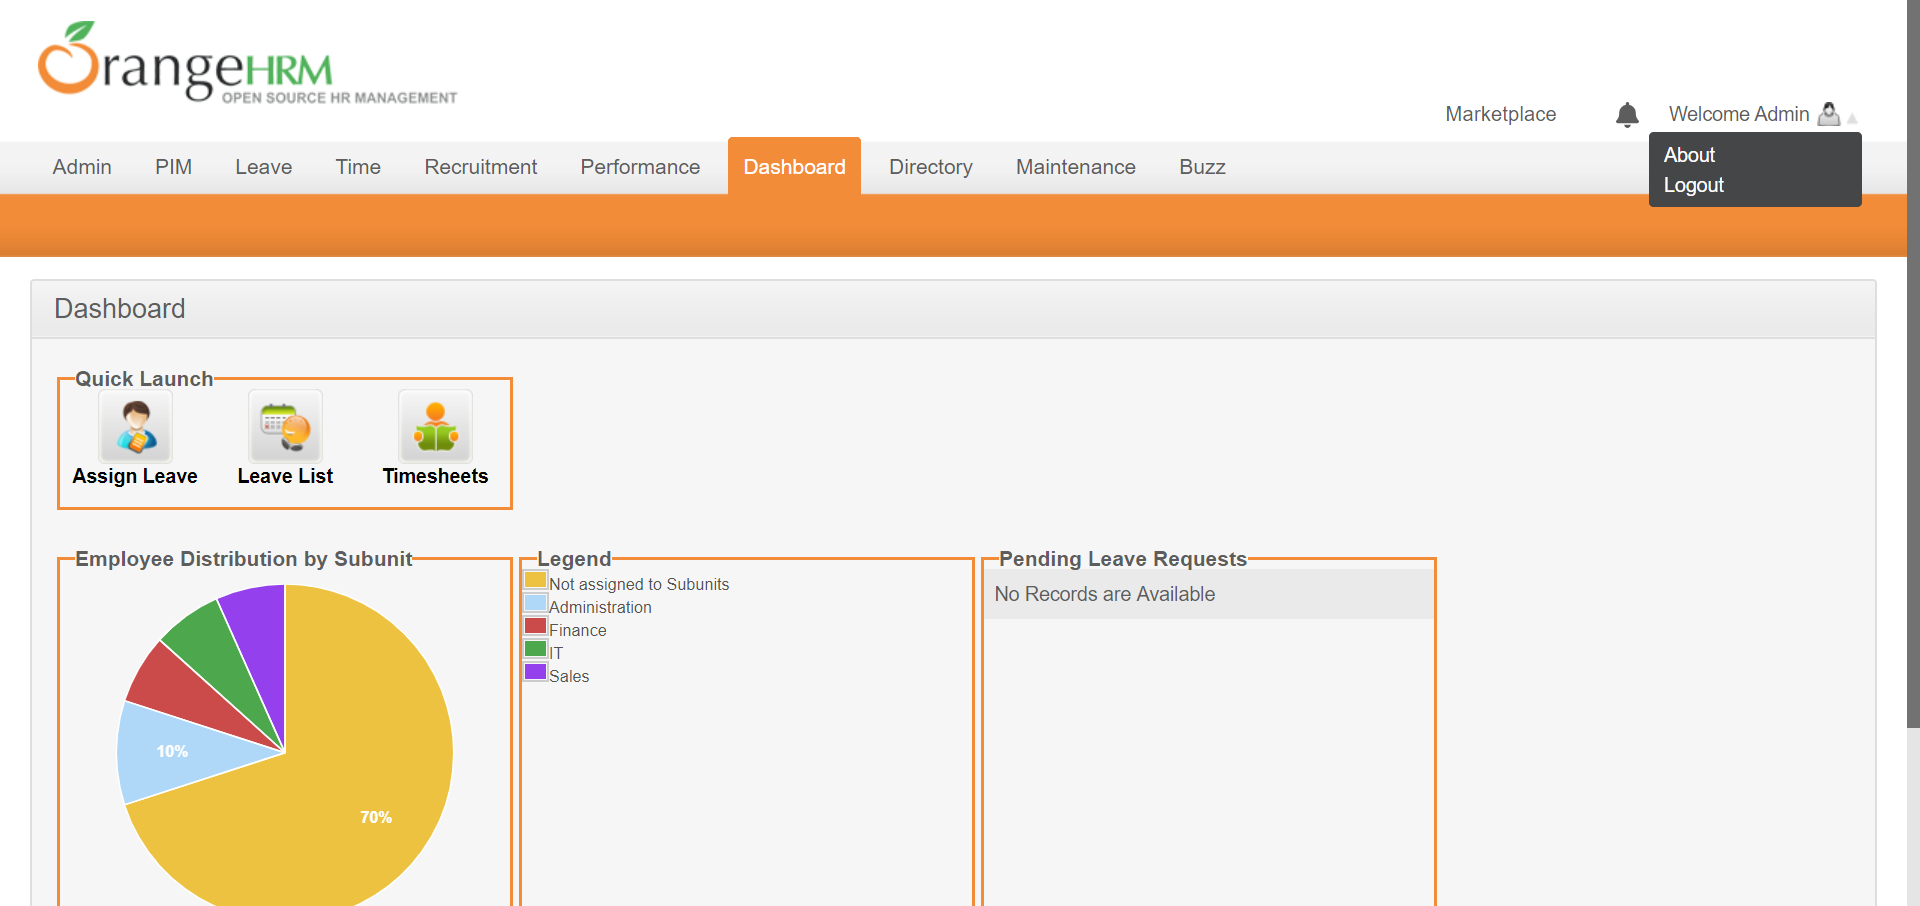 OrangeHRM
OPEN SOURCE HR MANAGEMENT
Marketplace
Welcome Admin
About
Logout
Admin
PIM
Leave
Time
Recruitment
Performance
Dashboard
Directory
Maintenance
Buzz
Dashboard
Quick Launch
Assign Leave
Leave List
Timesheets
Employee Distribution by Subunit
10%
70%
Legend
Not assigned to Subunits
Administration
Finance
IT
Sales
Pending Leave Requests
No Records are Available